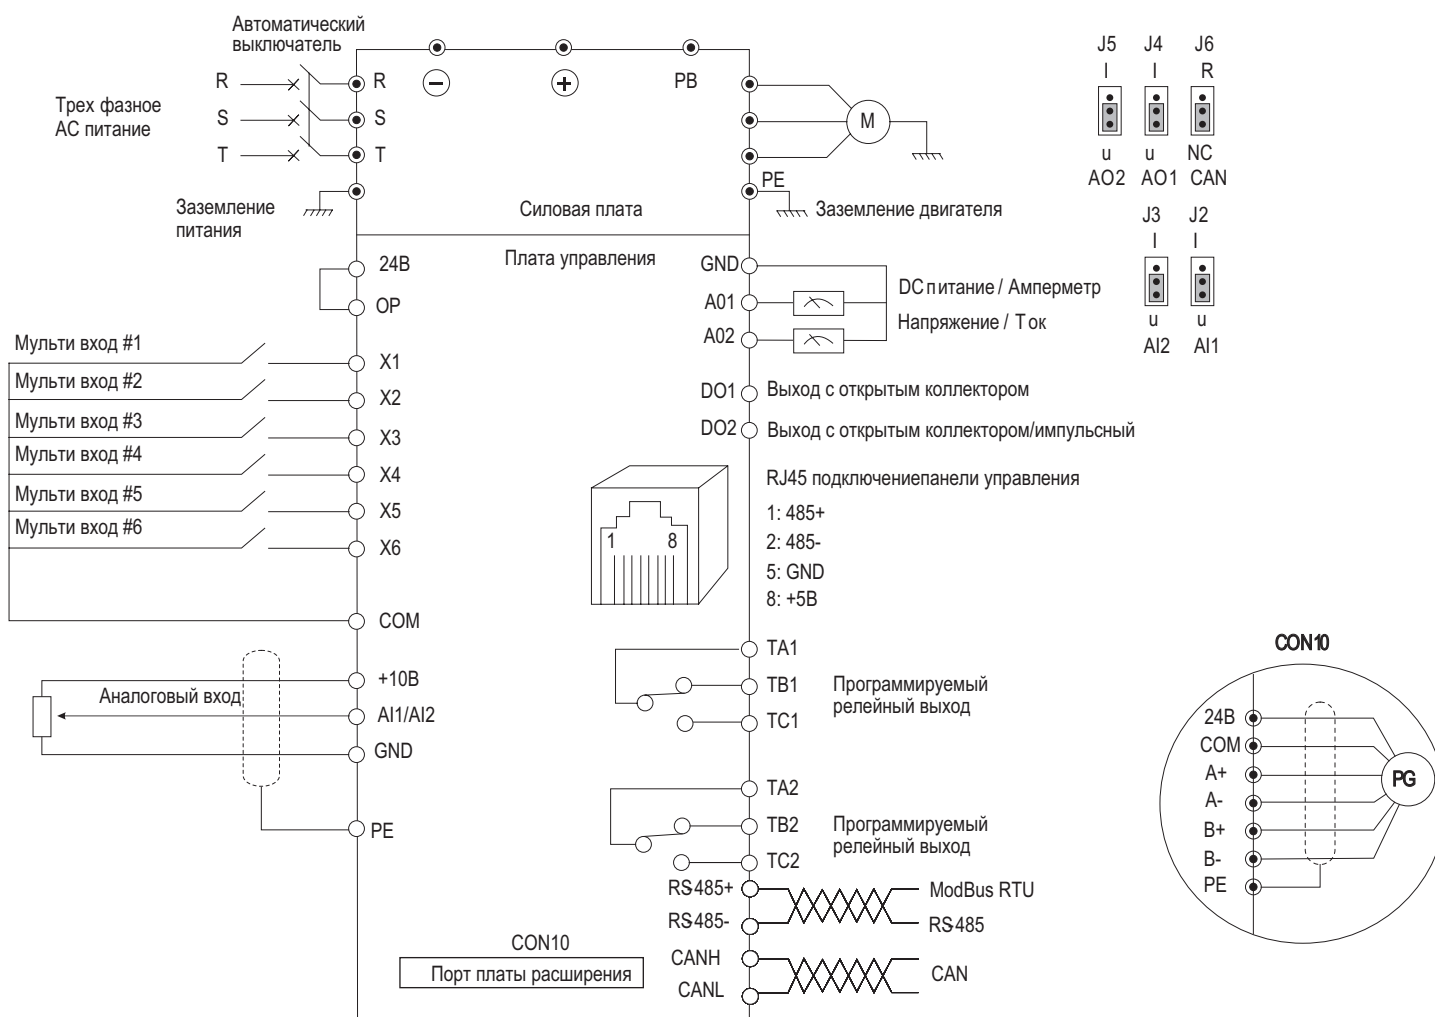 Автоматический
выключатель
R
S
T
Трех фазное
АС питание
R
S
T
−
+
PB
M
PE
Заземление
питания
Силовая плата
Заземление двигателя
Плата управления
J5
J4
J6
I
I
R
u
u
NC
AO2
AO1
CAN
J3
J2
I
I
u
u
AI2
AI1
24В
OP
Мульти вход #1
X1
Мульти вход #2
X2
Мульти вход #3
X3
Мульти вход #4
X4
Мульти вход #5
X5
Мульти вход #6
X6
COM
Аналоговый вход
+10В
AI1/AI2
GND
PE
GND
A01
A02
DC питание / Амперметр
Напряжение / Ток
DO1
Выход с открытым коллектором
DO2
Выход с открытым коллектором/импульсный
RJ45 подключениепанели управления
1: 485+
2: 485-
5: GND
8: +5В
1
8
TA1
TB1
TC1
Программируемый
релейный выход
TA2
TB2
TC2
Программируемый
релейный выход
RS-485+
ModBus RTU
RS-485-
RS-485
CANH
CANL
CAN
CON10
Порт платы расширения
CON10
24В
COM
A+
A-
B+
B-
PE
PG